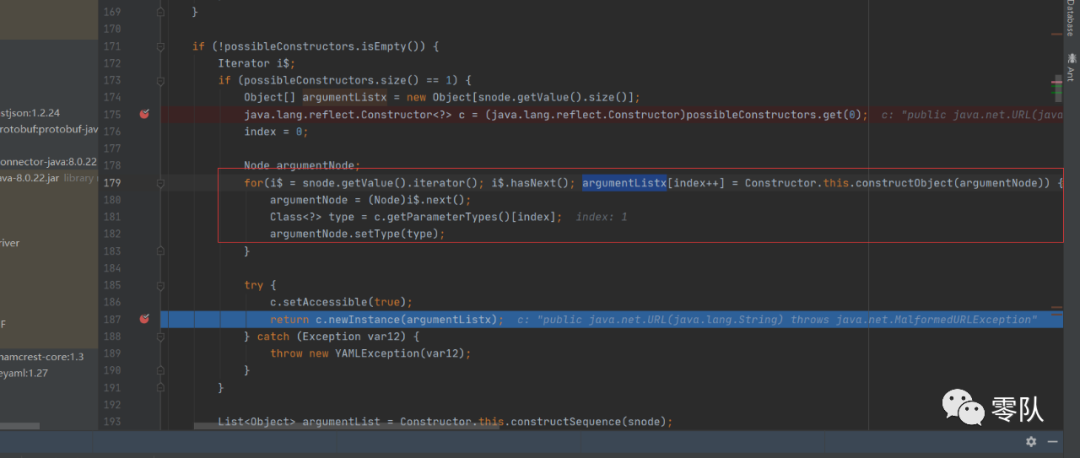 169 }
170
171 if (!possibleConstructors.isEmpty()) {
172 Iterator i$;
173 if (possibleConstructors.size() == 1) {
174 Object[] argumentListx = new Object[snode.getValue().size()];
175 java.lang.reflect.Constructor<?> c = (java.lang.reflect.Constructor)possibleConstructors.get(0); c: "public java.net.URL(java
176 index = 0;
177
178 Node argumentNode;
179 for(i$ = snode.getValue().iterator(); i$.hasNext(); argumentListx[index++] = Constructor.this.constructObject(argumentNode)) {
180 argumentNode = (Node)i$.next();
181 Class<?> type = c.getParameterTypes()[index]; index: 1
182 argumentNode.setType(type);
183 }
184
185 try {
186 c.setAccessible(true);
187 return c.newInstance(argumentListx); c: "public java.net.URL(java.lang.String) throws java.net.MalformedURLException"
188 } catch (Exception var12) {
189 throw new YAMLException(var12);
190 }
191 }
192
193 List<Object> argumentList = Constructor.this.constructSequence(snode);
stjson:1.2.24
rotobuf:protobuf-jav
onnector-java:8.0.22
va-8.0.22.jar library
river
F
hamcrest-core:1.3
eyaml:1.27
Database
Ant
零队